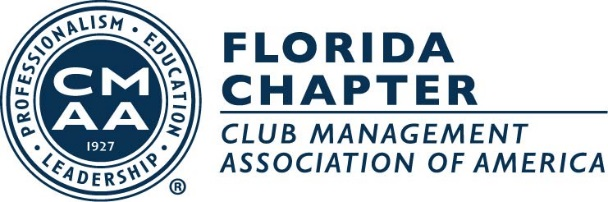 PROFESSIONALISM · EDUCATION · LEADERSHIP ·
CM
AA
1927
®
FLORIDA
CHAPTER
CLUB MANAGEMENT
ASSOCIATION OF AMERICA